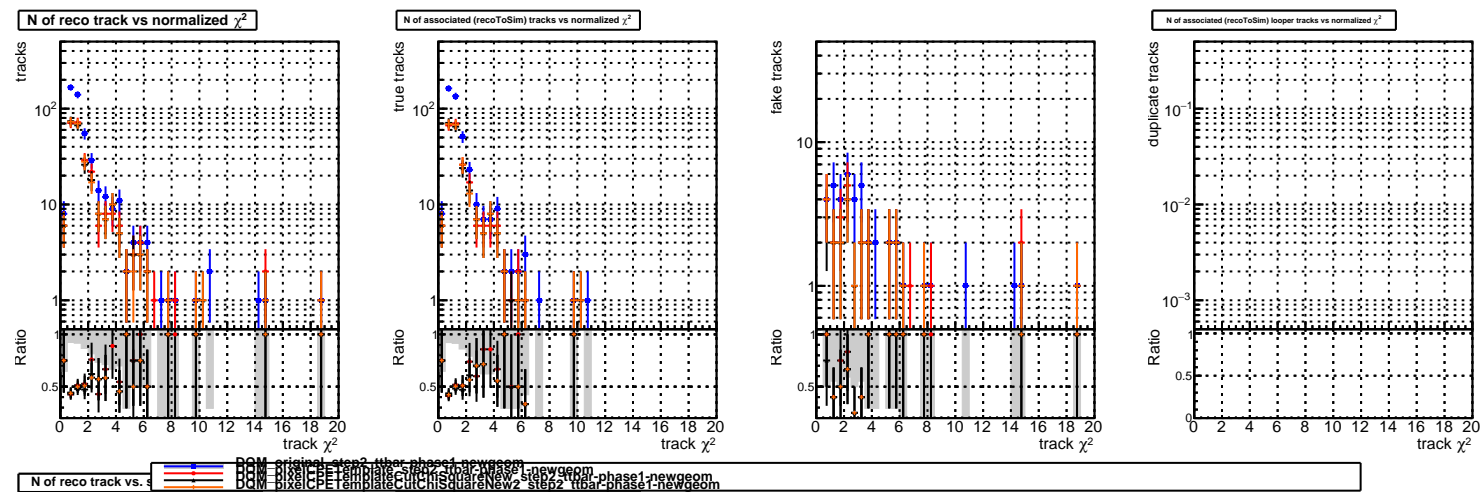 N of reco track vs normalized χ²
N of associated (recoToSim) tracks vs normalized χ²
N of associated (recoToSim) looper tracks vs normalized χ²
tracks
10²
10
1
Ratio
1
0.5
0 2 4 6 8 10 12 14 16 18 20
track χ²
true tracks
10²
10
1
Ratio
1
0.5
0 2 4 6 8 10 12 14 16 18 20
track χ²
fake tracks
10
1
Ratio
1
0.5
0 2 4 6 8 10 12 14 16 18 20
track χ²
duplicate tracks
10⁻¹
10⁻²
10⁻³
Ratio
1
0.5
0
0 2 4 6 8 10 12 14 16 18 20
track χ²
N of reco track vs. s
DQM_original_step2_ttbar-phase1-newgeom
DQM_pixelCPETemplate_step2_ttbar-phase1-newgeom
DQM_pixelCPETemplateCutChiSquareNew_step2_ttbar-phase1-newgeom
DQM_pixelCPETemplateCutChiSquareNew2_step2_ttbar-phase1-newgeom